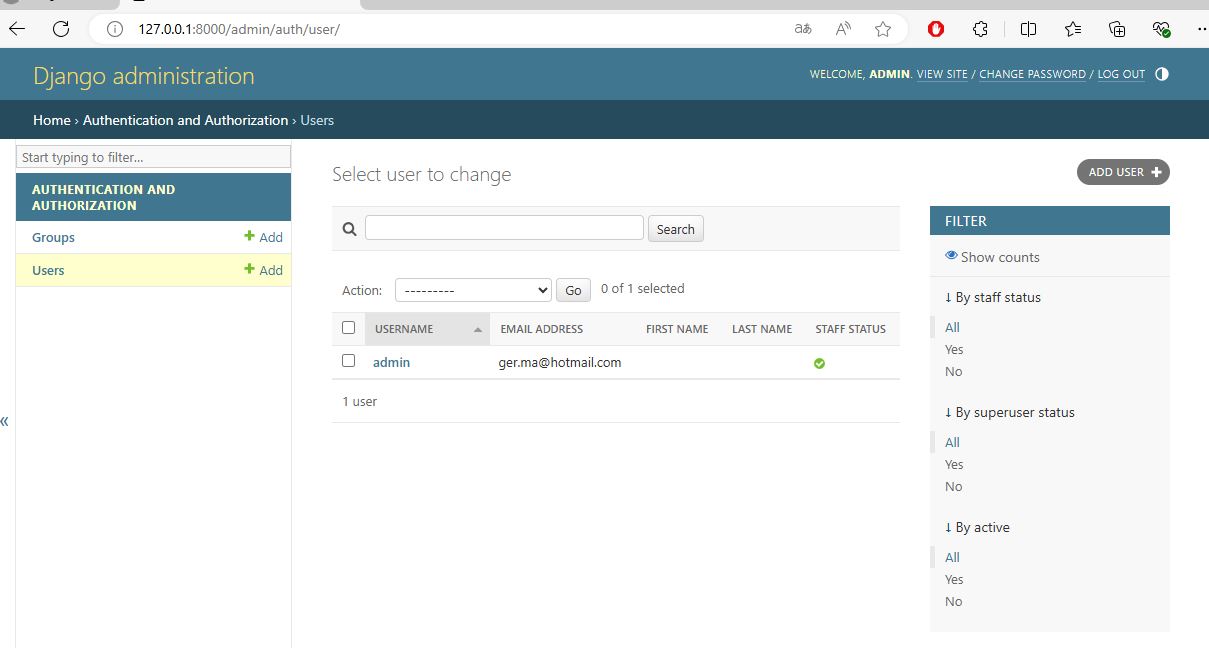 127.0.0.1:8000/admin/auth/user/
Django administration
WELCOME, ADMIN. VIEW SITE / CHANGE PASSWORD / LOG OUT
Home › Authentication and Authorization › Users
Start typing to filter...
AUTHENTICATION AND
AUTHORIZATION
Groups + Add
Users + Add
«
Select user to change
ADD USER +
Search
Action: --------- Go 0 of 1 selected
USERNAME EMAIL ADDRESS FIRST NAME LAST NAME STAFF STATUS
admin ger.ma@hotmail.com
1 user
FILTER
Show counts
↓ By staff status
All
Yes
No
↓ By superuser status
All
Yes
No
↓ By active
All
Yes
No